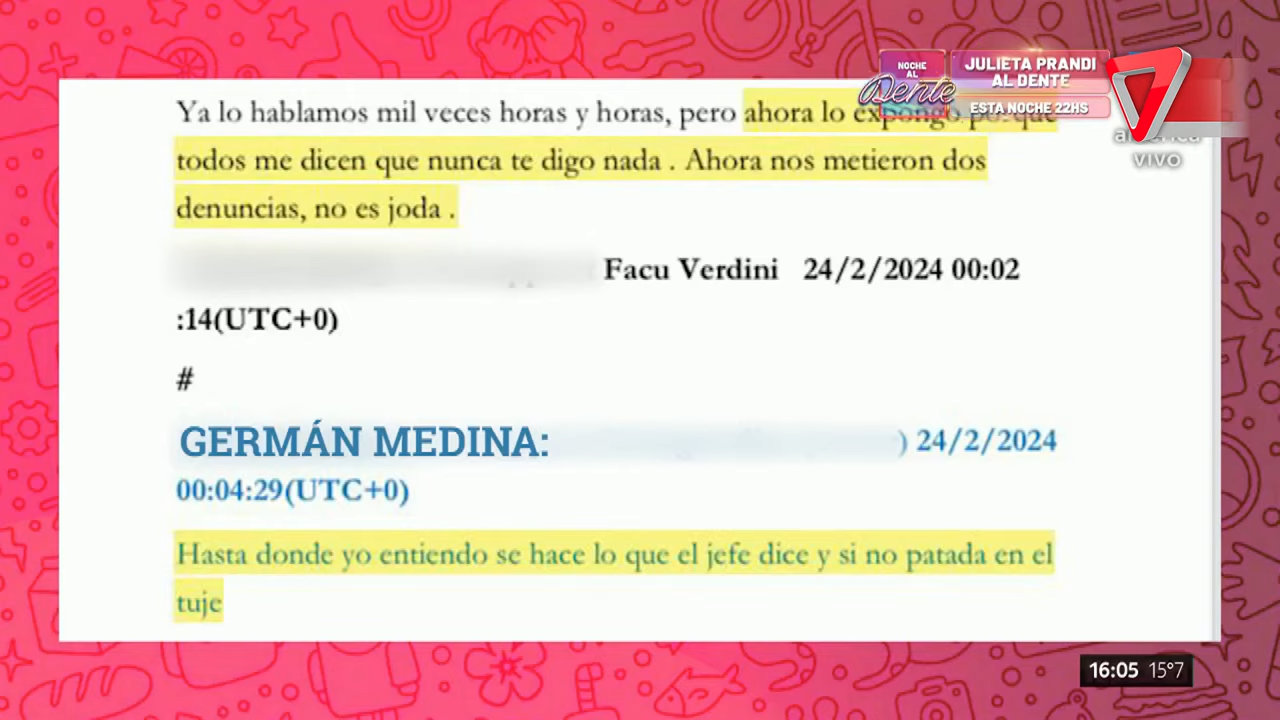 NOCHE
AL
Dente
JULIETA PRANDI
AL DENTE
ESTA NOCHE 22HS
VIVO
Ya lo hablamos mil veces horas y horas, pero ahora lo expongo porque
todos me dicen que nunca te digo nada . Ahora nos metieron dos
denuncias, no es joda .
Facu Verdini 24/2/2024 00:02
:14(UTC+0)
#
GERMÁN MEDINA: ) 24/2/2024
00:04:29(UTC+0)
Hasta donde yo entiendo se hace lo que el jefe dice y si no patada en el
tuje
16:05 15°7